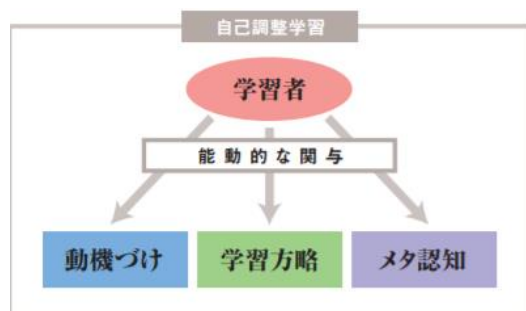 自己調整学習
学習者
能動的な関与
動機づけ
学習方略
メタ認知